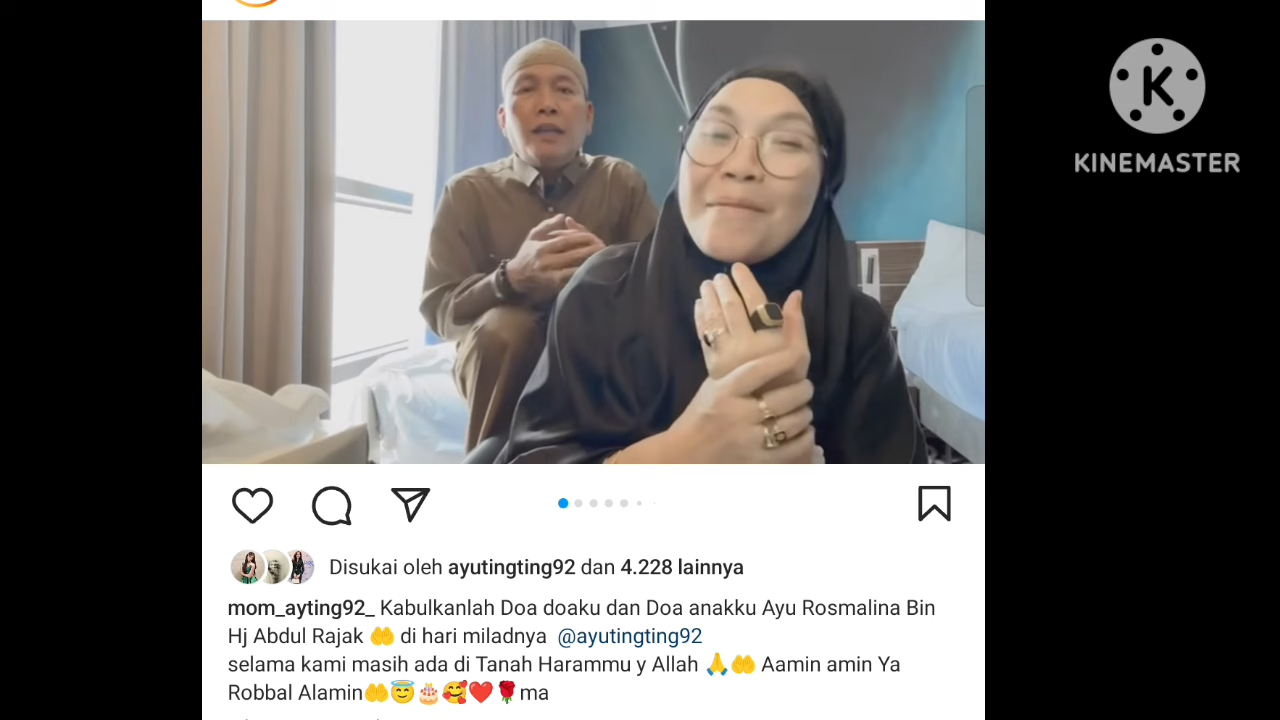 KINEMASTER
Disukai oleh ayutingting92 dan 4.228 lainnya
mom_ayting92_ Kabulkanlah Doa doaku dan Doa anakku Ayu Rosmalina Bin
Hj Abdul Rajak 🤲 di hari miladnya @ayutingting92
selama kami masih ada di Tanah Harammu y Allah 🙏🤲 Aamin amin Ya
Robbal Alamin🤲😇🎂🥰❤️🌹ma